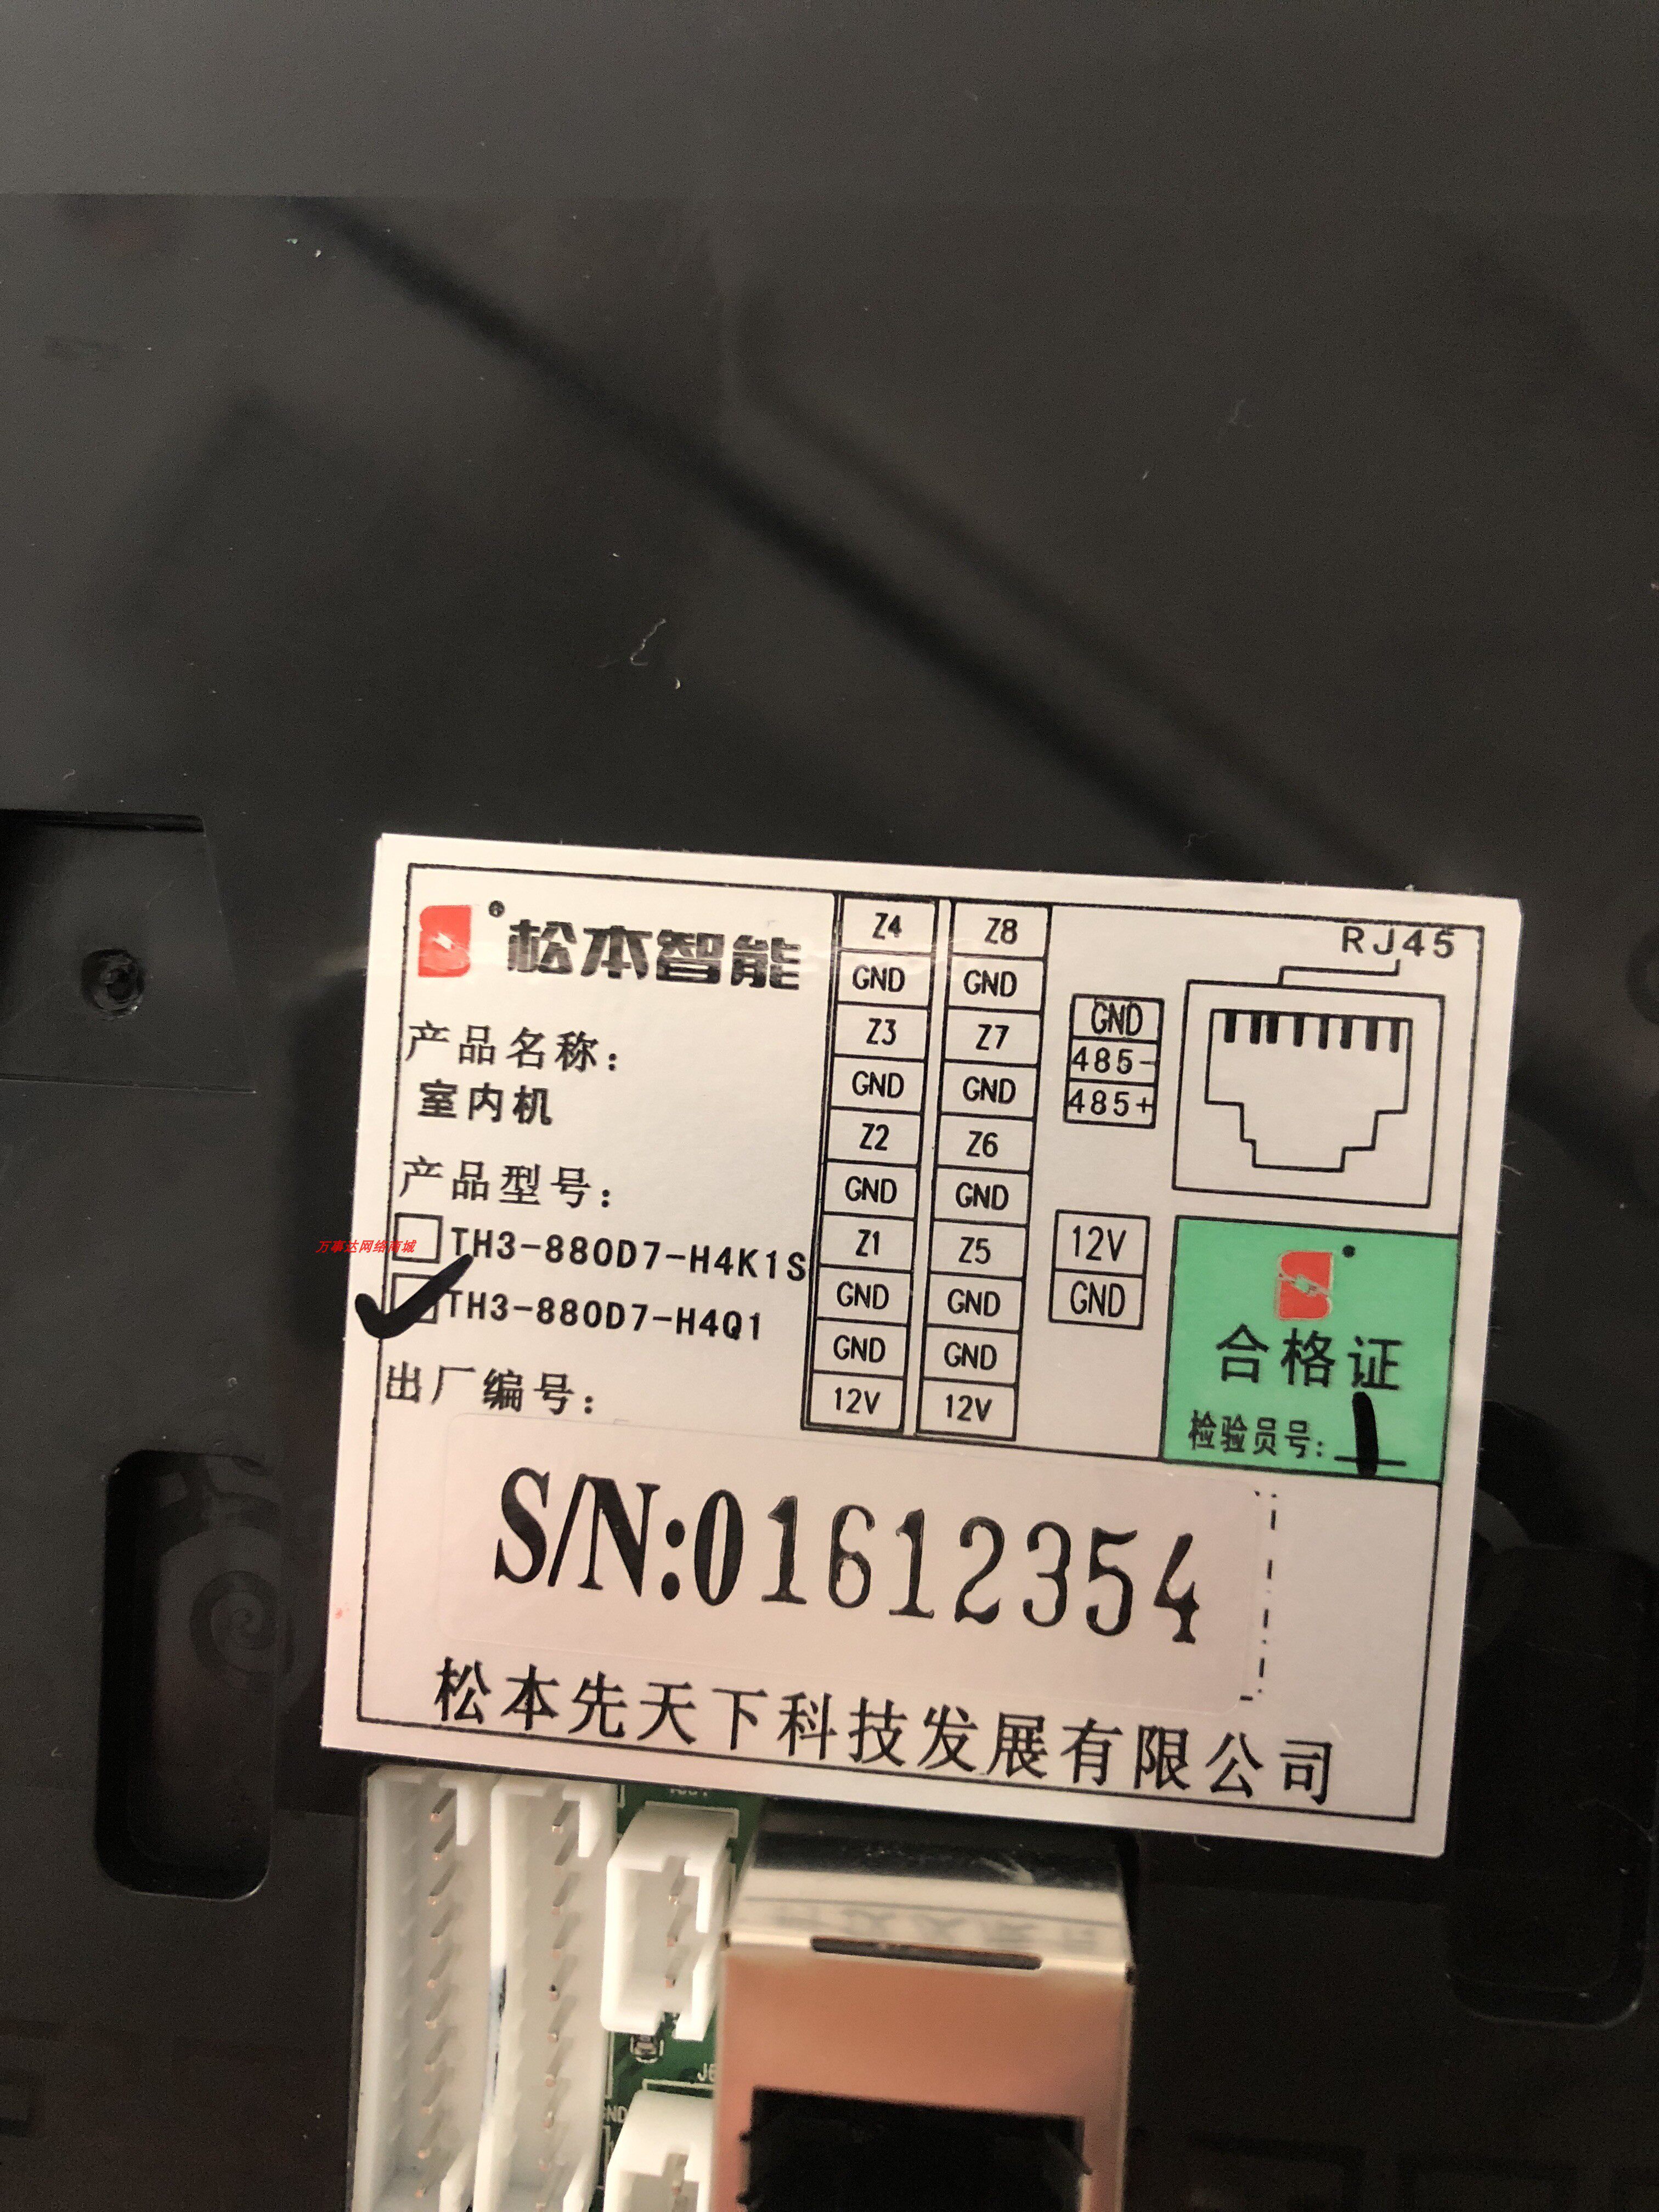 松本智能
产品名称：
室内机
产品型号：
TH3-880D7-H4K1S
TH3-880D7-H4Q1
出厂编号：
Z4
GND
Z3
GND
Z2
GND
Z1
GND
GND
12V
Z8
GND
Z7
GND
Z6
GND
Z5
GND
GND
12V
GND
485-
485+
12V
GND
RJ45
合格证
检验员号：1
S/N:01612354
松本先天下科技发展有限公司
万事达网络商城